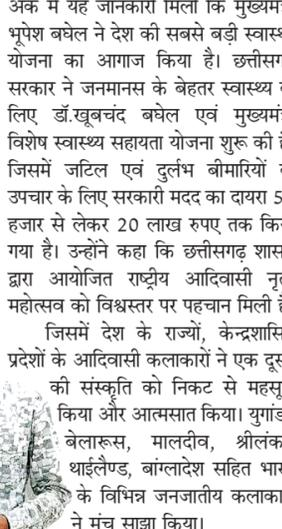 अंक में यह जानकारी मिली कि मुख्यमं
भूपेश बघेल ने देश की सबसे बड़ी स्वास्थ
योजना का आगाज किया है। छत्तीसग
सरकार ने जनमानस के बेहतर स्वास्थ्य
लिए डॉ.खूबचंद बघेल एवं मुख्यमं
विशेष स्वास्थ्य सहायता योजना शुरू की है
जिसमें जटिल एवं दुर्लभ बीमारियों
उपचार के लिए सरकारी मदद का दायरा 5
हजार से लेकर 20 लाख रुपए तक कि
गया है। उन्होंने कहा कि छत्तीसगढ़ शास
द्वारा आयोजित राष्ट्रीय आदिवासी नृ
महोत्सव को विश्वस्तर पर पहचान मिली है
जिसमें देश के राज्यों, केन्द्रशासि
प्रदेशों के आदिवासी कलाकारों ने एक दूस
की संस्कृति को निकट से महसू
किया और आत्मसात किया। युगांड
बेलारूस, मालदीव, श्रीलंक
थाईलैण्ड, बांग्लादेश सहित भार
के विभिन्न जनजातीय कलाका
ने मंच साझा किया।